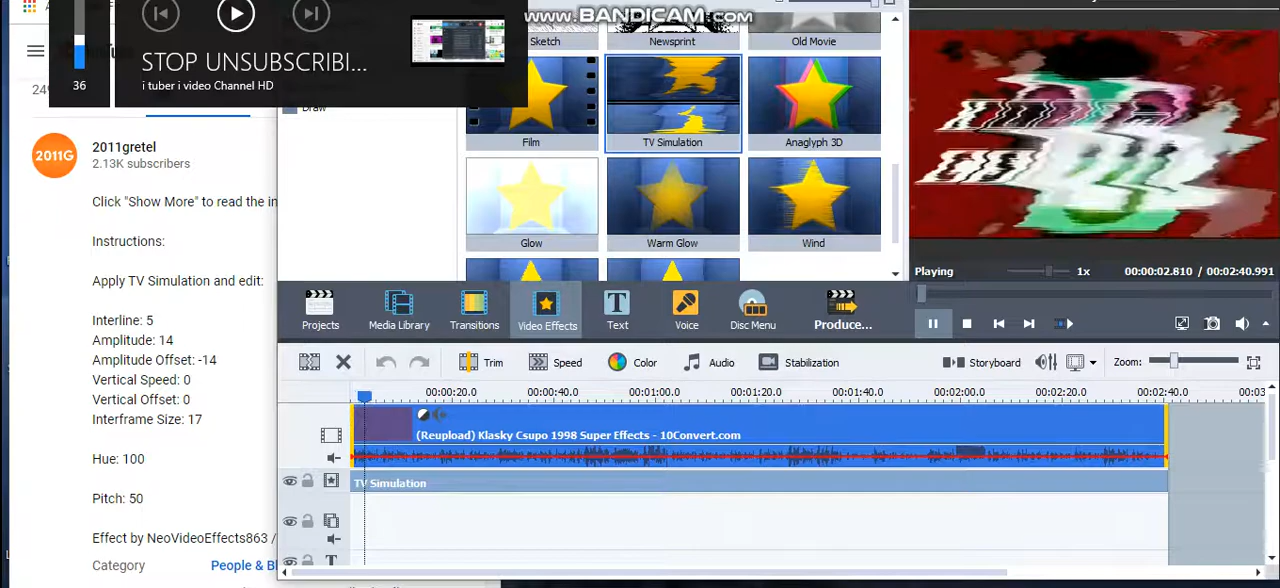 www.BANDICAM.com
STOP UNSUBSCRIBI...
36
i tuber i video Channel HD
249
2011G
2011gretel
2.13K subscribers
Click "Show More" to read the in
Instructions:
Apply TV Simulation and edit:
Interline: 5
Amplitude: 14
Amplitude Offset: -14
Vertical Speed: 0
Vertical Offset: 0
Interframe Size: 17
Hue: 100
Pitch: 50
Effect by NeoVideoEffects863 /
Category
People & Bl
Draw
Sketch
Newsprint
Old Movie
Film
TV Simulation
Anaglyph 3D
Glow
Warm Glow
Wind
Playing
1x
00:00:02.810 / 00:02:40.991
Projects
Media Library
Transitions
Video Effects
Text
Voice
Disc Menu
Produce...
Trim
Speed
Color
Audio
Stabilization
Storyboard
Zoom:
00:00:20.0
00:00:40.0
00:01:00.0
00:01:20.0
00:01:40.0
00:02:00.0
00:02:20.0
00:02:40.0
00:03
(Reupload) Klasky Csupo 1998 Super Effects - 10Convert.com
TV Simulation